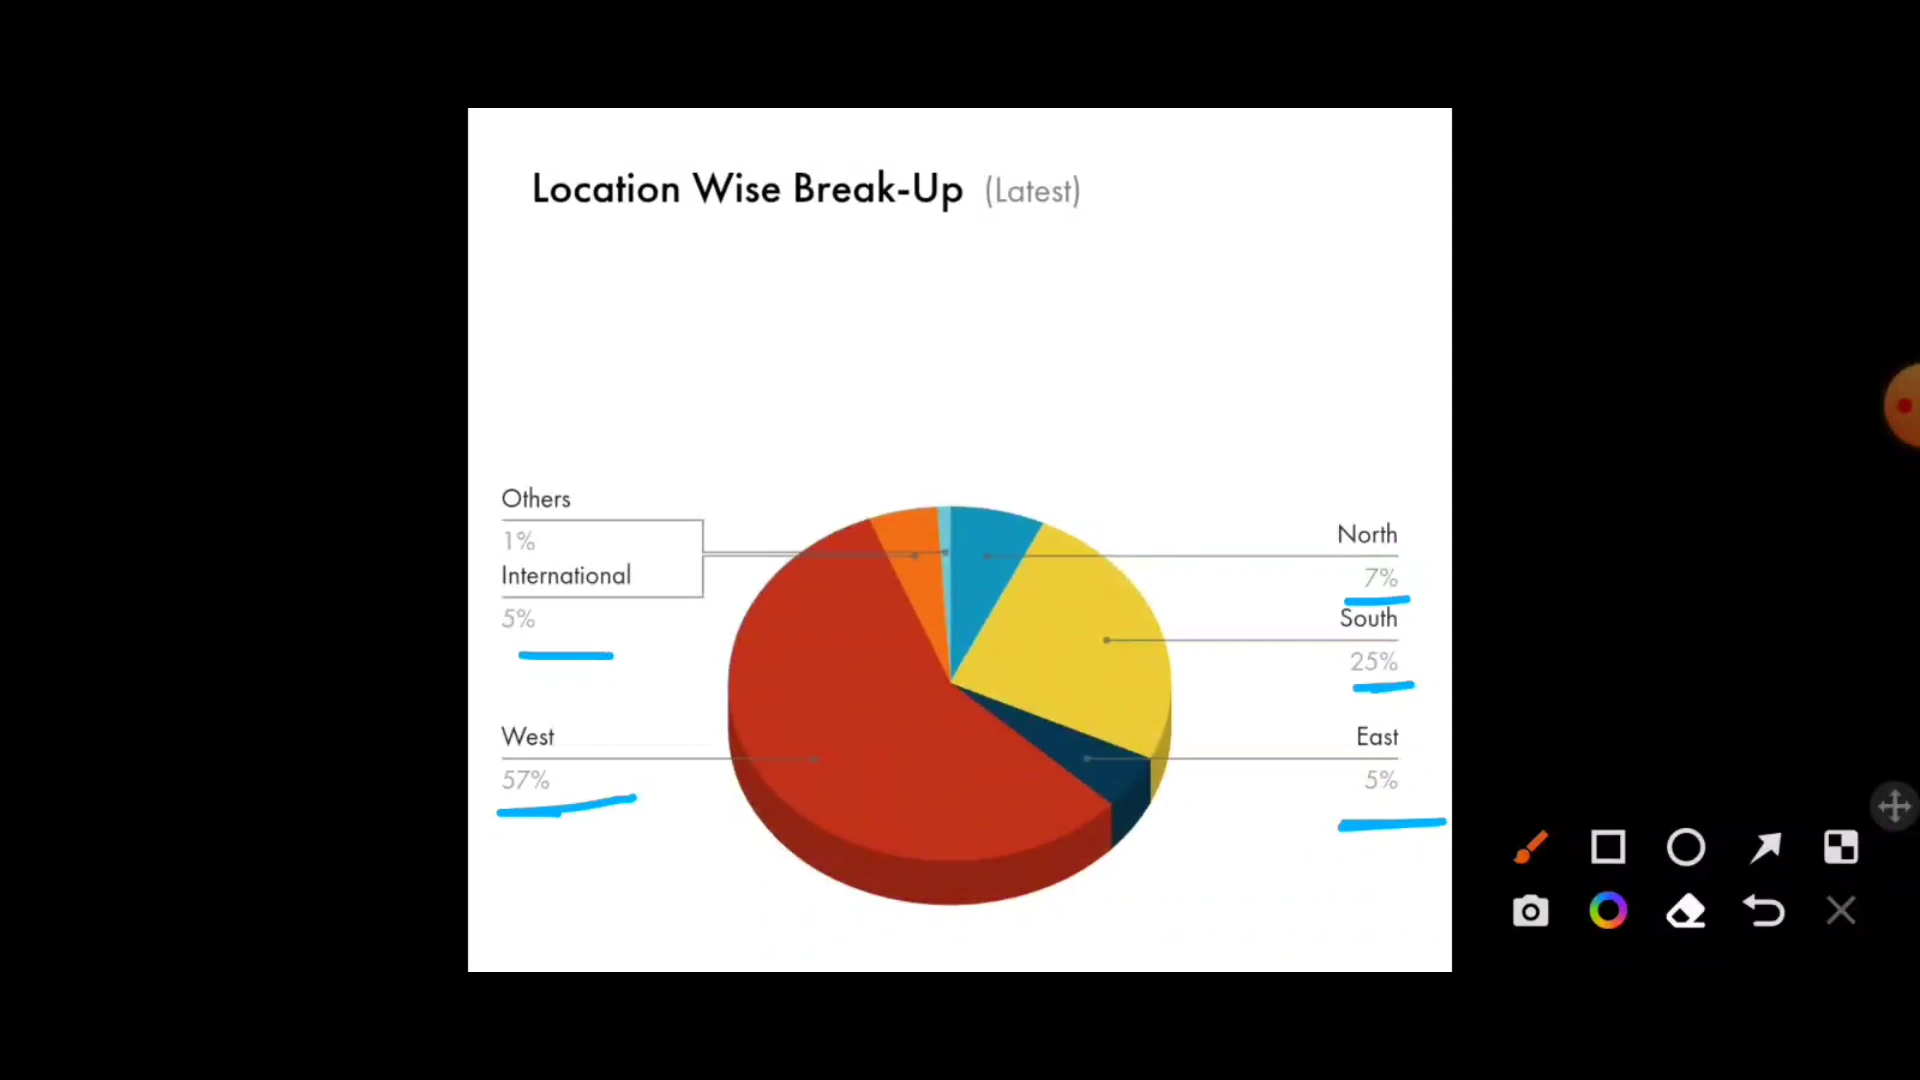 Location Wise Break-Up (Latest)
Others
1%
International
5%
West
57%
North
7%
South
25%
East
5%